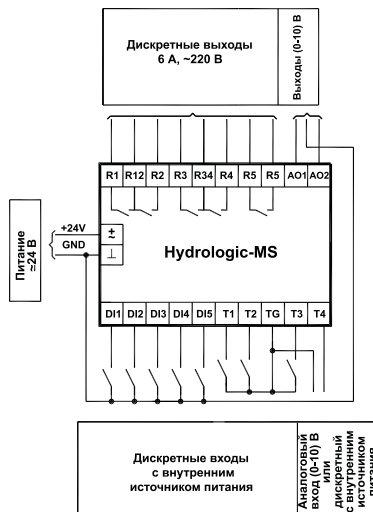 Дискретные выходы
6 А, ~220 В
Выходы (0-10) В
R1 R12 R2 R3 R34 R4 R5 R5 AO1 AO2
Питание
≃24 В
+24V
GND
Hydrologic-MS
DI1 DI2 DI3 DI4 DI5 T1 T2 TG T3 T4
Дискретные входы
с внутренним
источником питания
Аналоговый
вход (0-10) В
или
дискретный
с внутренним
источником
питания